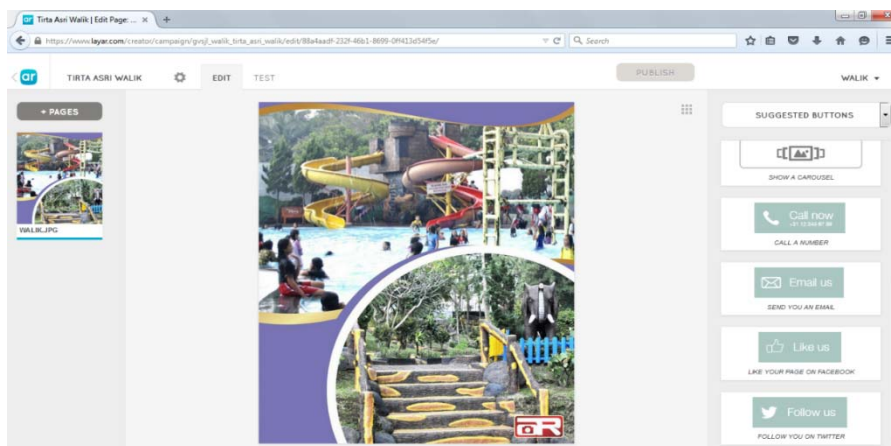 Tirta Asri Walik | Edit Page: ...
https://www.layar.com/creator/campaign/gvsjl_walik_tirta_asri_walik/edit/88a4aadf-232f-46b1-8699-0ff413d54f5e/
Search
ar
TIRTA ASRI WALIK
EDIT
TEST
PUBLISH
WALIK
+ PAGES
WALIK.JPG
SUGGESTED BUTTONS
SHOW A CAROUSEL
Call now
CALL A NUMBER
Email us
SEND YOU AN EMAIL
Like us
LIKE YOUR PAGE ON FACEBOOK
Follow us
FOLLOW YOU ON TWITTER